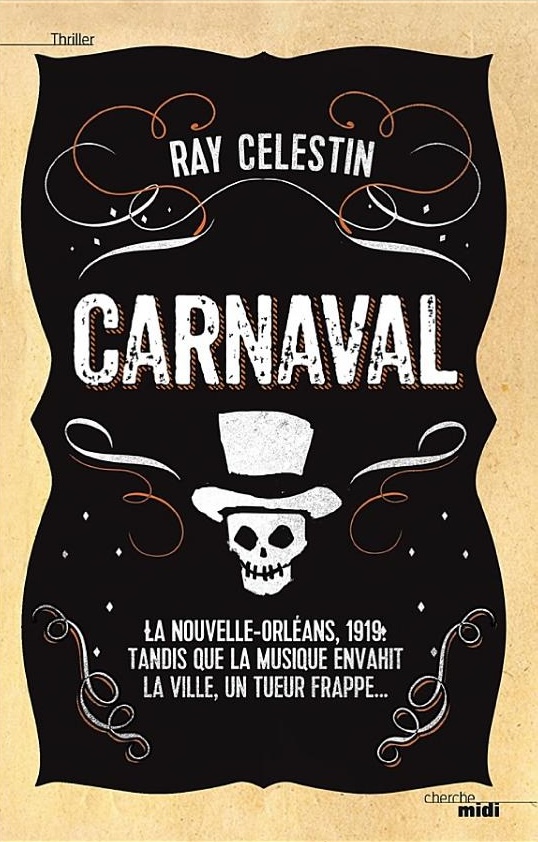 Thriller
RAY CELESTIN
CARNAVAL
LA NOUVELLE-ORLÉANS, 1919:
TANDIS QUE LA MUSIQUE ENVAHIT
LA VILLE, UN TUEUR FRAPPE...
cherche
midi